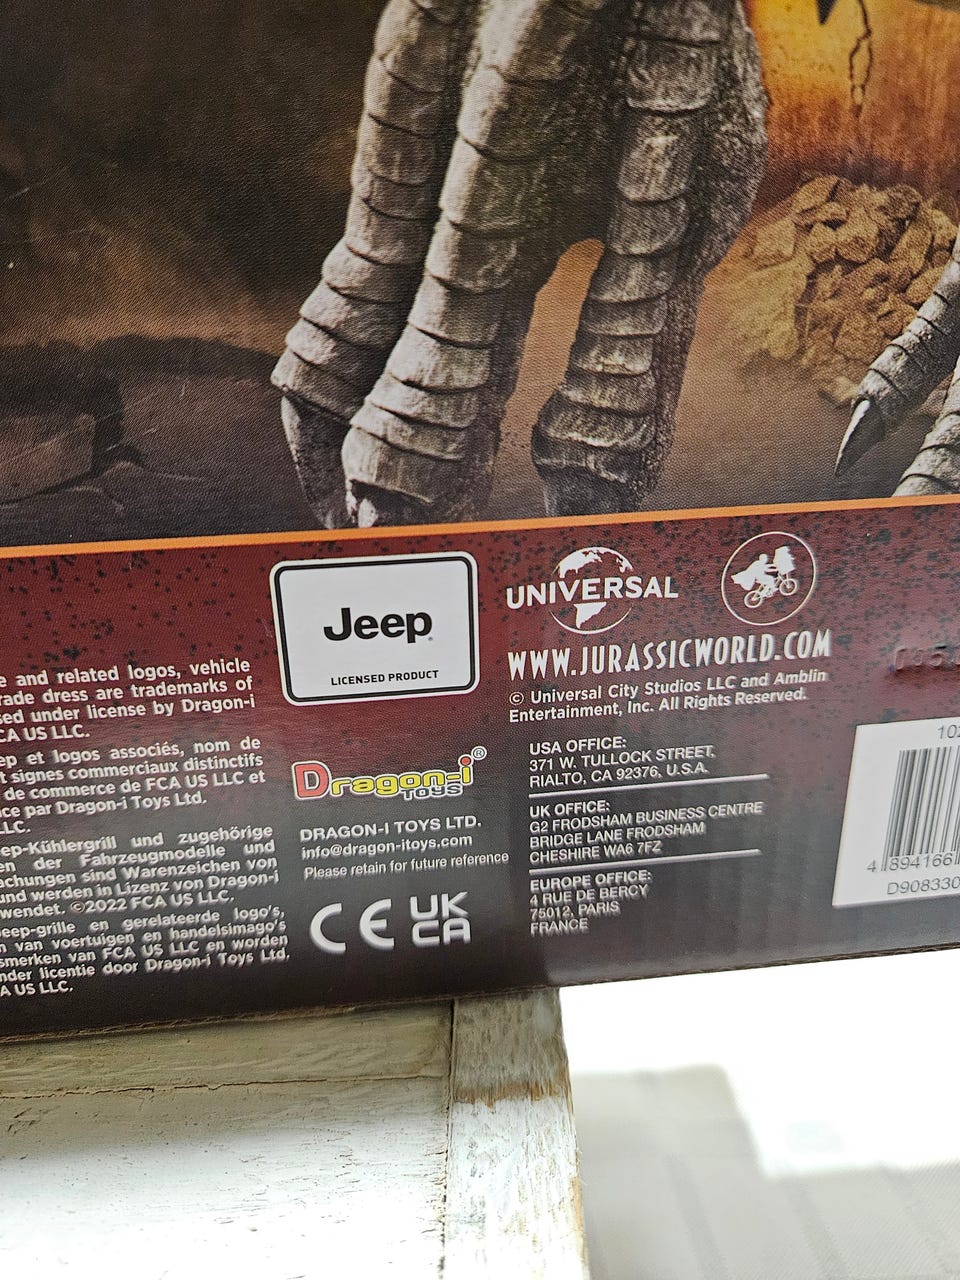 e and related logos, vehicle
rade dress are trademarks of
sed under license by Dragon-i
CA US LLC.
ep et logos associés, nom de
t signes commerciaux distinctifs
de commerce de FCA US LLC et
ce par Dragon-i Toys Ltd.
LLC.
ep-Kühlergrill und zugehörige
en der Fahrzeugmodelle und
achungen sind Warenzeichen von
und werden in Lizenz von Dragon-i
wendet. ©2022 FCA US LLC.
eep-grille en gerelateerde logo's,
n van voertuigen en handelsimago's
smerken van FCA US LLC en worden
nder licentie door Dragon-i Toys Ltd.
A US LLC.
Jeep
LICENSED PRODUCT
Dragon-i®
TOYS
DRAGON-I TOYS LTD.
info@dragon-itoys.com
Please retain for future reference
CE UK
CA
UNIVERSAL
WWW.JURASSICWORLD.COM
© Universal City Studios LLC and Amblin
Entertainment, Inc. All Rights Reserved.
USA OFFICE:
371 W. TULLOCK STREET,
RIALTO, CA 92376, U.S.A.
UK OFFICE:
G2 FRODSHAM BUSINESS CENTRE
BRIDGE LANE FRODSHAM
CHESHIRE WA6 7FZ
EUROPE OFFICE:
4 RUE DE BERCY
75012, PARIS
FRANCE
102
4 894166
D908330